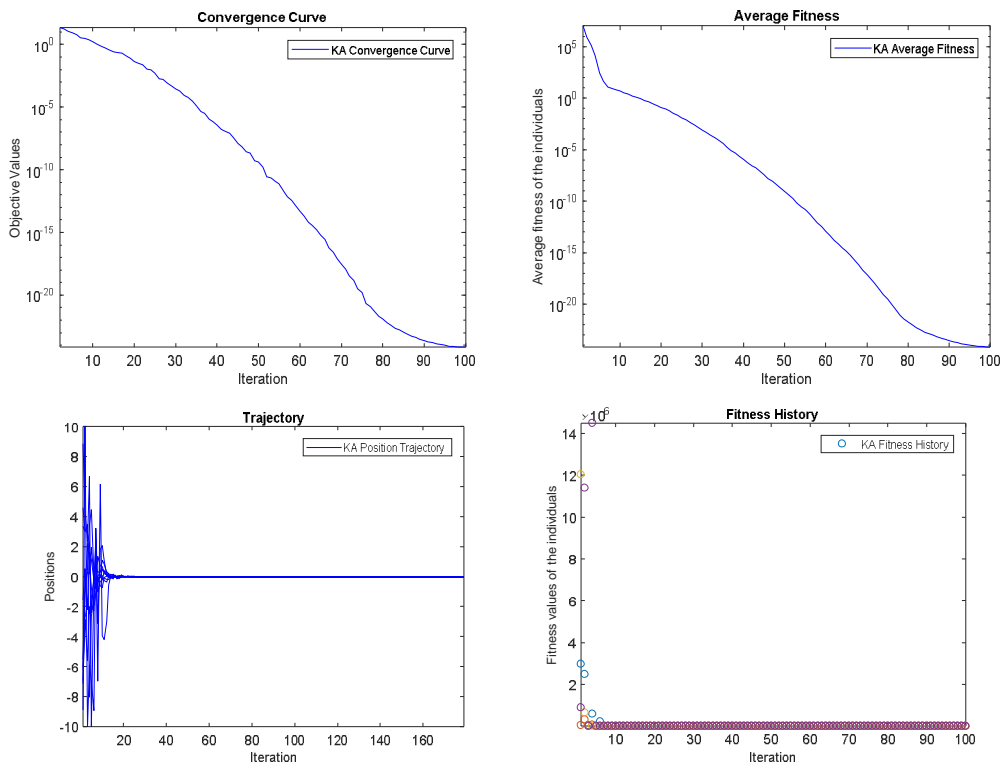 Convergence Curve
KA Convergence Curve
Objective Values
10^0
10^-5
10^-10
10^-15
10^-20
10 20 30 40 50 60 70 80 90 100
Iteration
Average Fitness
KA Average Fitness
Average fitness of the individuals
10^5
10^0
10^-5
10^-10
10^-15
10^-20
10 20 30 40 50 60 70 80 90 100
Iteration
Trajectory
KA Position Trajectory
Positions
10
8
6
4
2
0
-2
-4
-6
-8
-10
20 40 60 80 100 120 140 160
Iteration
Fitness History
× 10^6
KA Fitness History
Fitness values of the individuals
14
12
10
8
6
4
2
10 20 30 40 50 60 70 80 90 100
Iteration